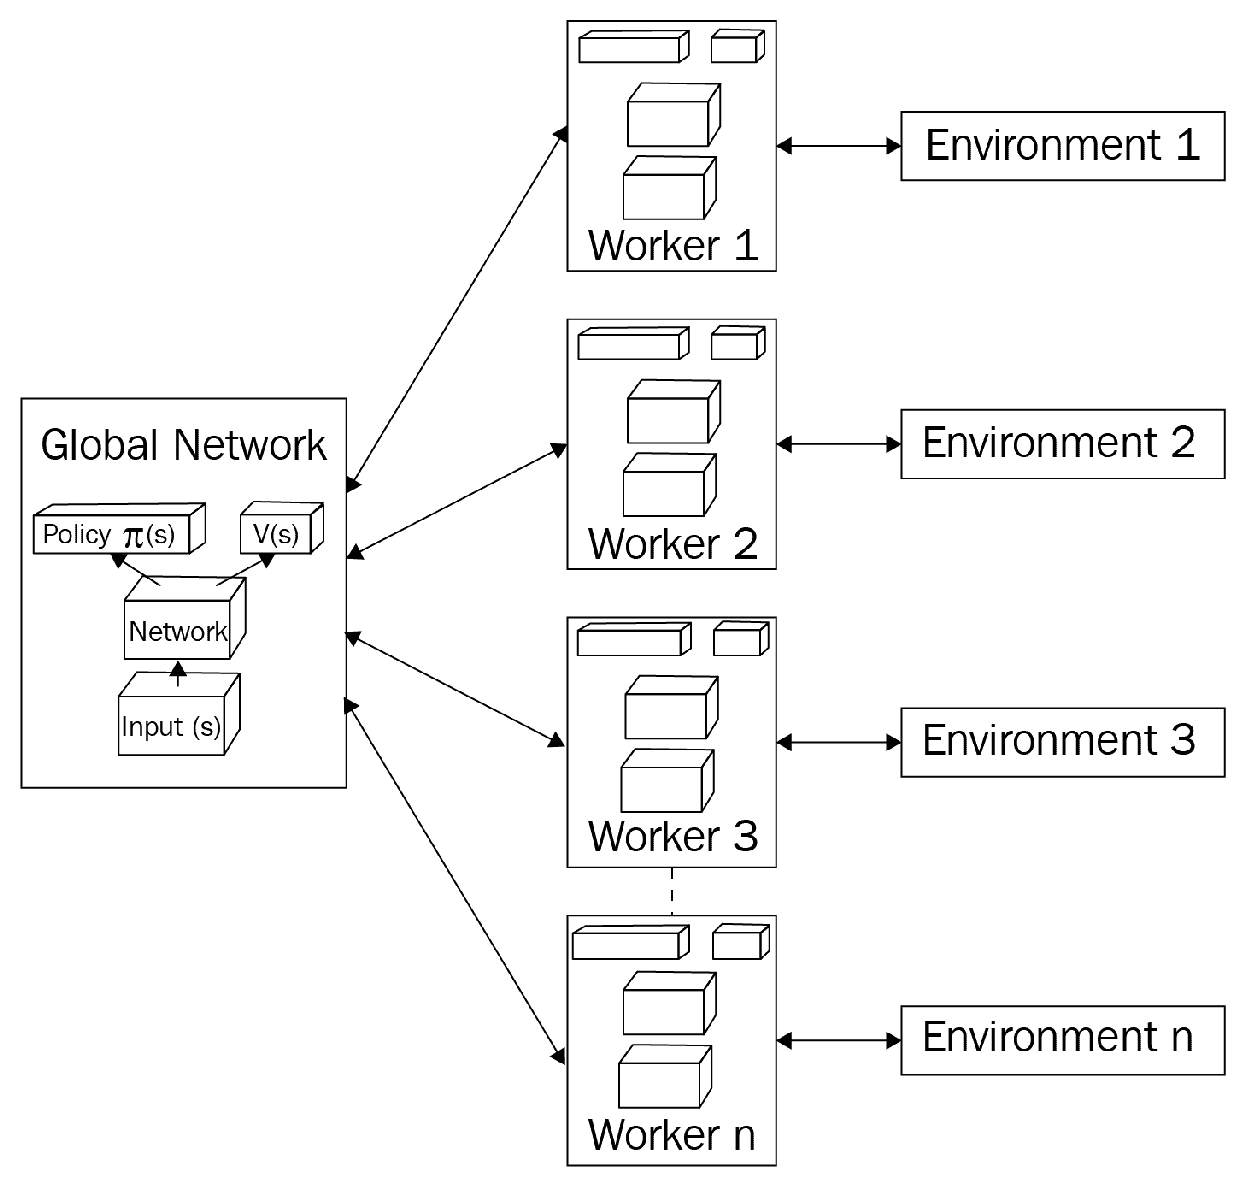 Global Network
Policy π(s)
V(s)
Network
Input (s)
Worker 1
Environment 1
Worker 2
Environment 2
Worker 3
Environment 3
Worker n
Environment n